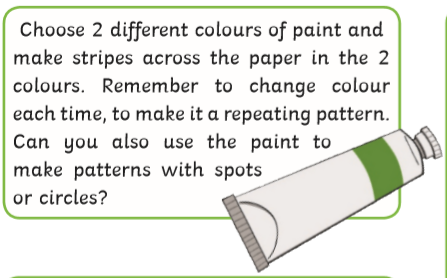 Choose 2 different colours of paint and
make stripes across the paper in the 2
colours. Remember to change colour
each time, to make it a repeating pattern.
Can you also use the paint to
make patterns with spots
or circles?